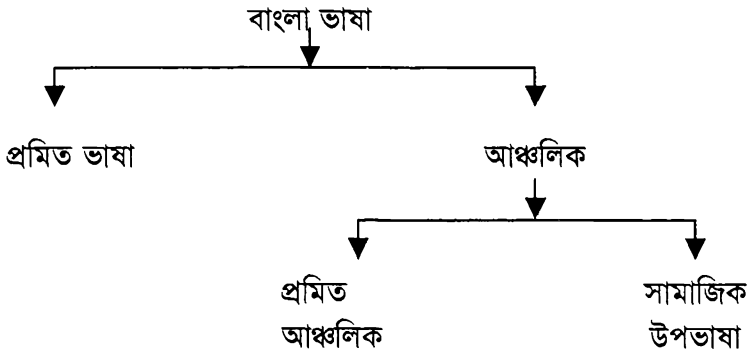 বাংলা ভাষা
প্রমিত ভাষা
আঞ্চলিক
প্রমিত
আঞ্চলিক
সামাজিক
উপভাষা